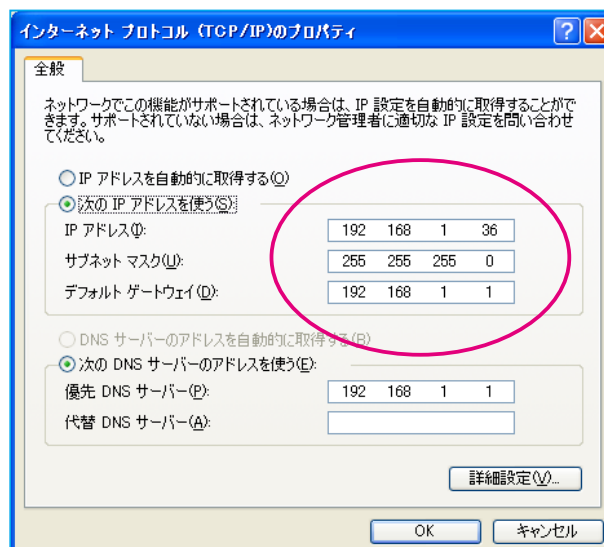 インターネット プロトコル (TCP/IP)のプロパティ
全般
ネットワークでこの機能がサポートされている場合は、IP 設定を自動的に取得することがで
きます。サポートされていない場合は、ネットワーク管理者に適切な IP 設定を問い合わせ
てください。
IP アドレスを自動的に取得する(O)
次の IP アドレスを使う(S):
IP アドレス(I): 192 168 1 36
サブネット マスク(U): 255 255 255 0
デフォルト ゲートウェイ(D): 192 168 1 1
DNS サーバーのアドレスを自動的に取得する(B)
次の DNS サーバーのアドレスを使う(E):
優先 DNS サーバー(P): 192 168 1 1
代替 DNS サーバー(A):
詳細設定(V)...
OK キャンセル